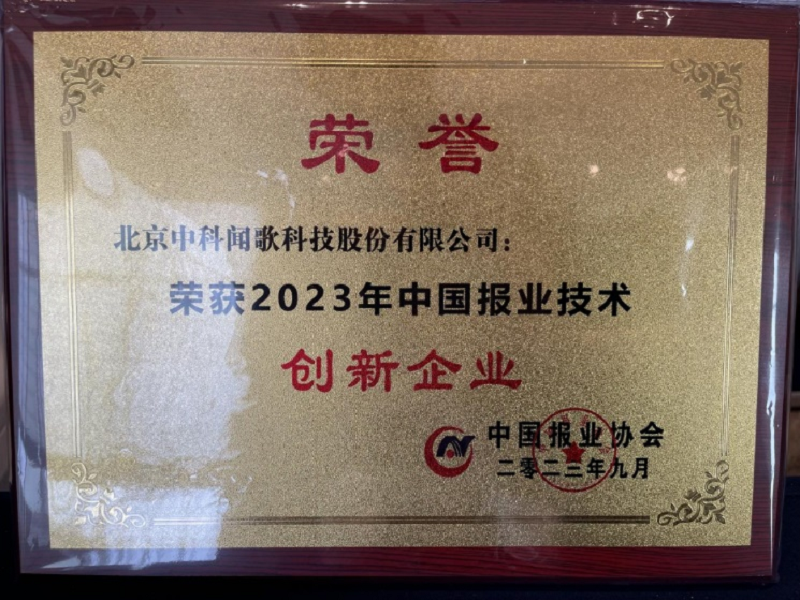 荣誉
北京中科闻歌科技股份有限公司：
荣获2023年中国报业技术
创新企业
中国报业协会
二零二三年九月